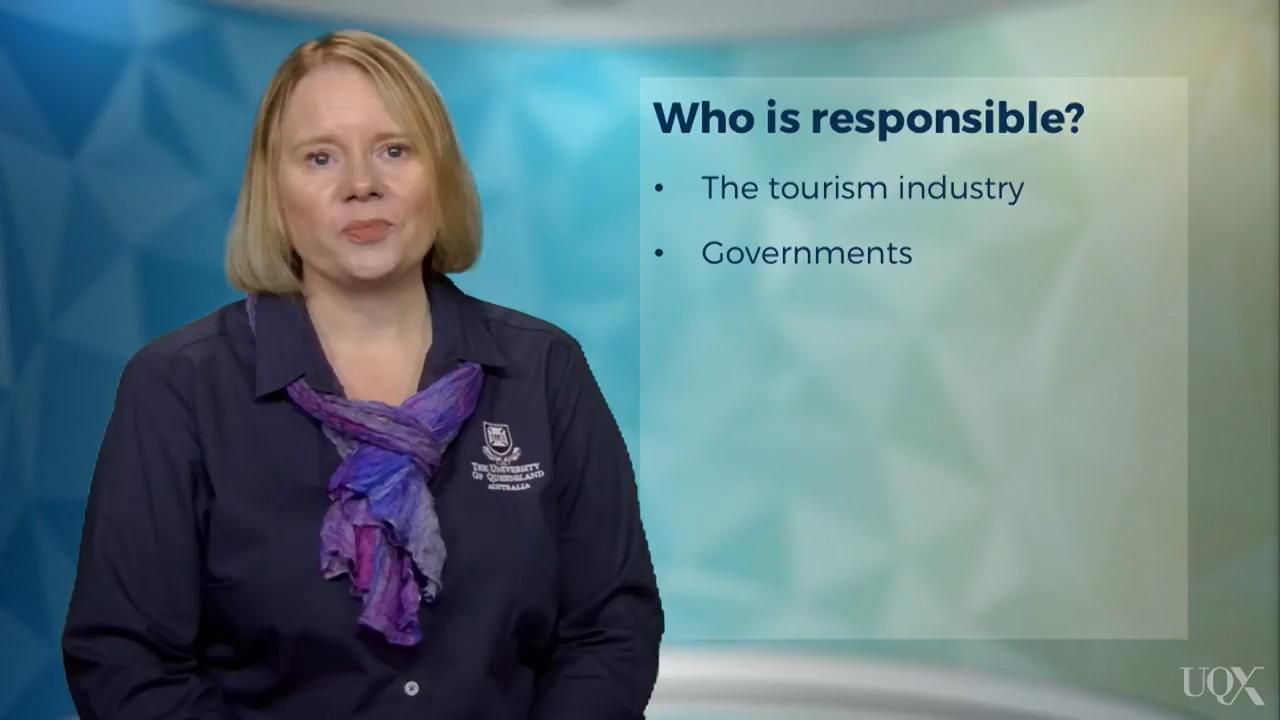 Who is responsible?
• The tourism industry
• Governments
THE UNIVERSITY
OF QUEENSLAND
AUSTRALIA
UQX